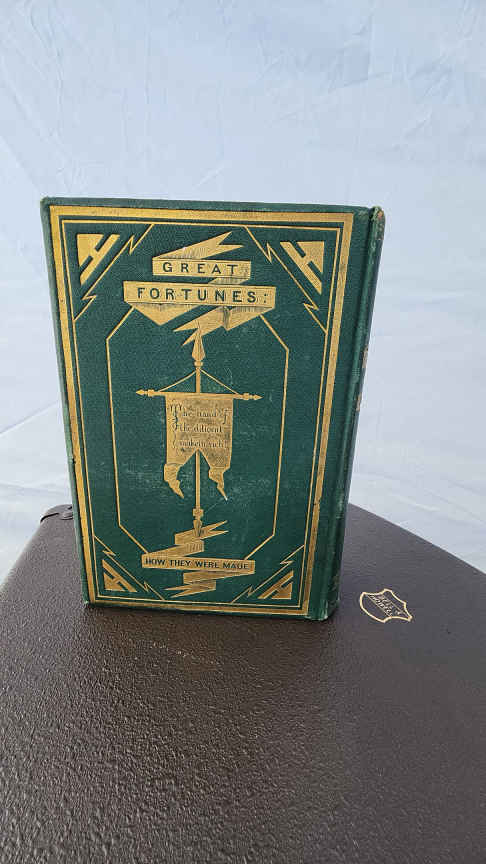 GREAT
FORTUNES:
The hand of
the diligent
maketh rich
HOW THEY WERE MADE